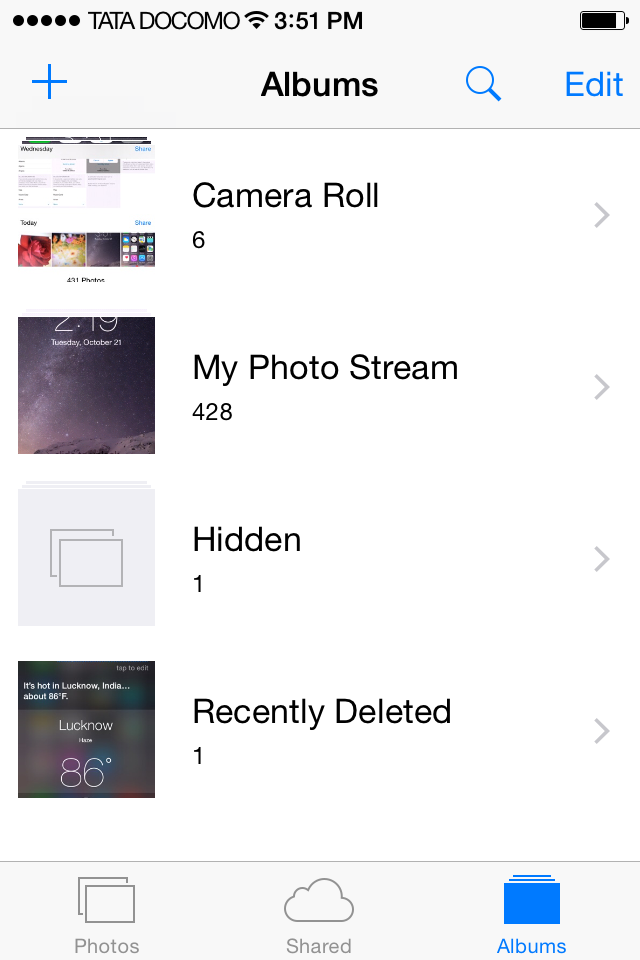 TATA DOCOMO 3:51 PM
Albums Edit
Wednesday Share
Today Share
431 Photos
Camera Roll
6
2:19
Tuesday, October 21
My Photo Stream
428
Hidden
1
tap to edit
It's hot in Lucknow, India...
about 86°F.
Lucknow
Haze
86°
Recently Deleted
1
Photos Shared Albums